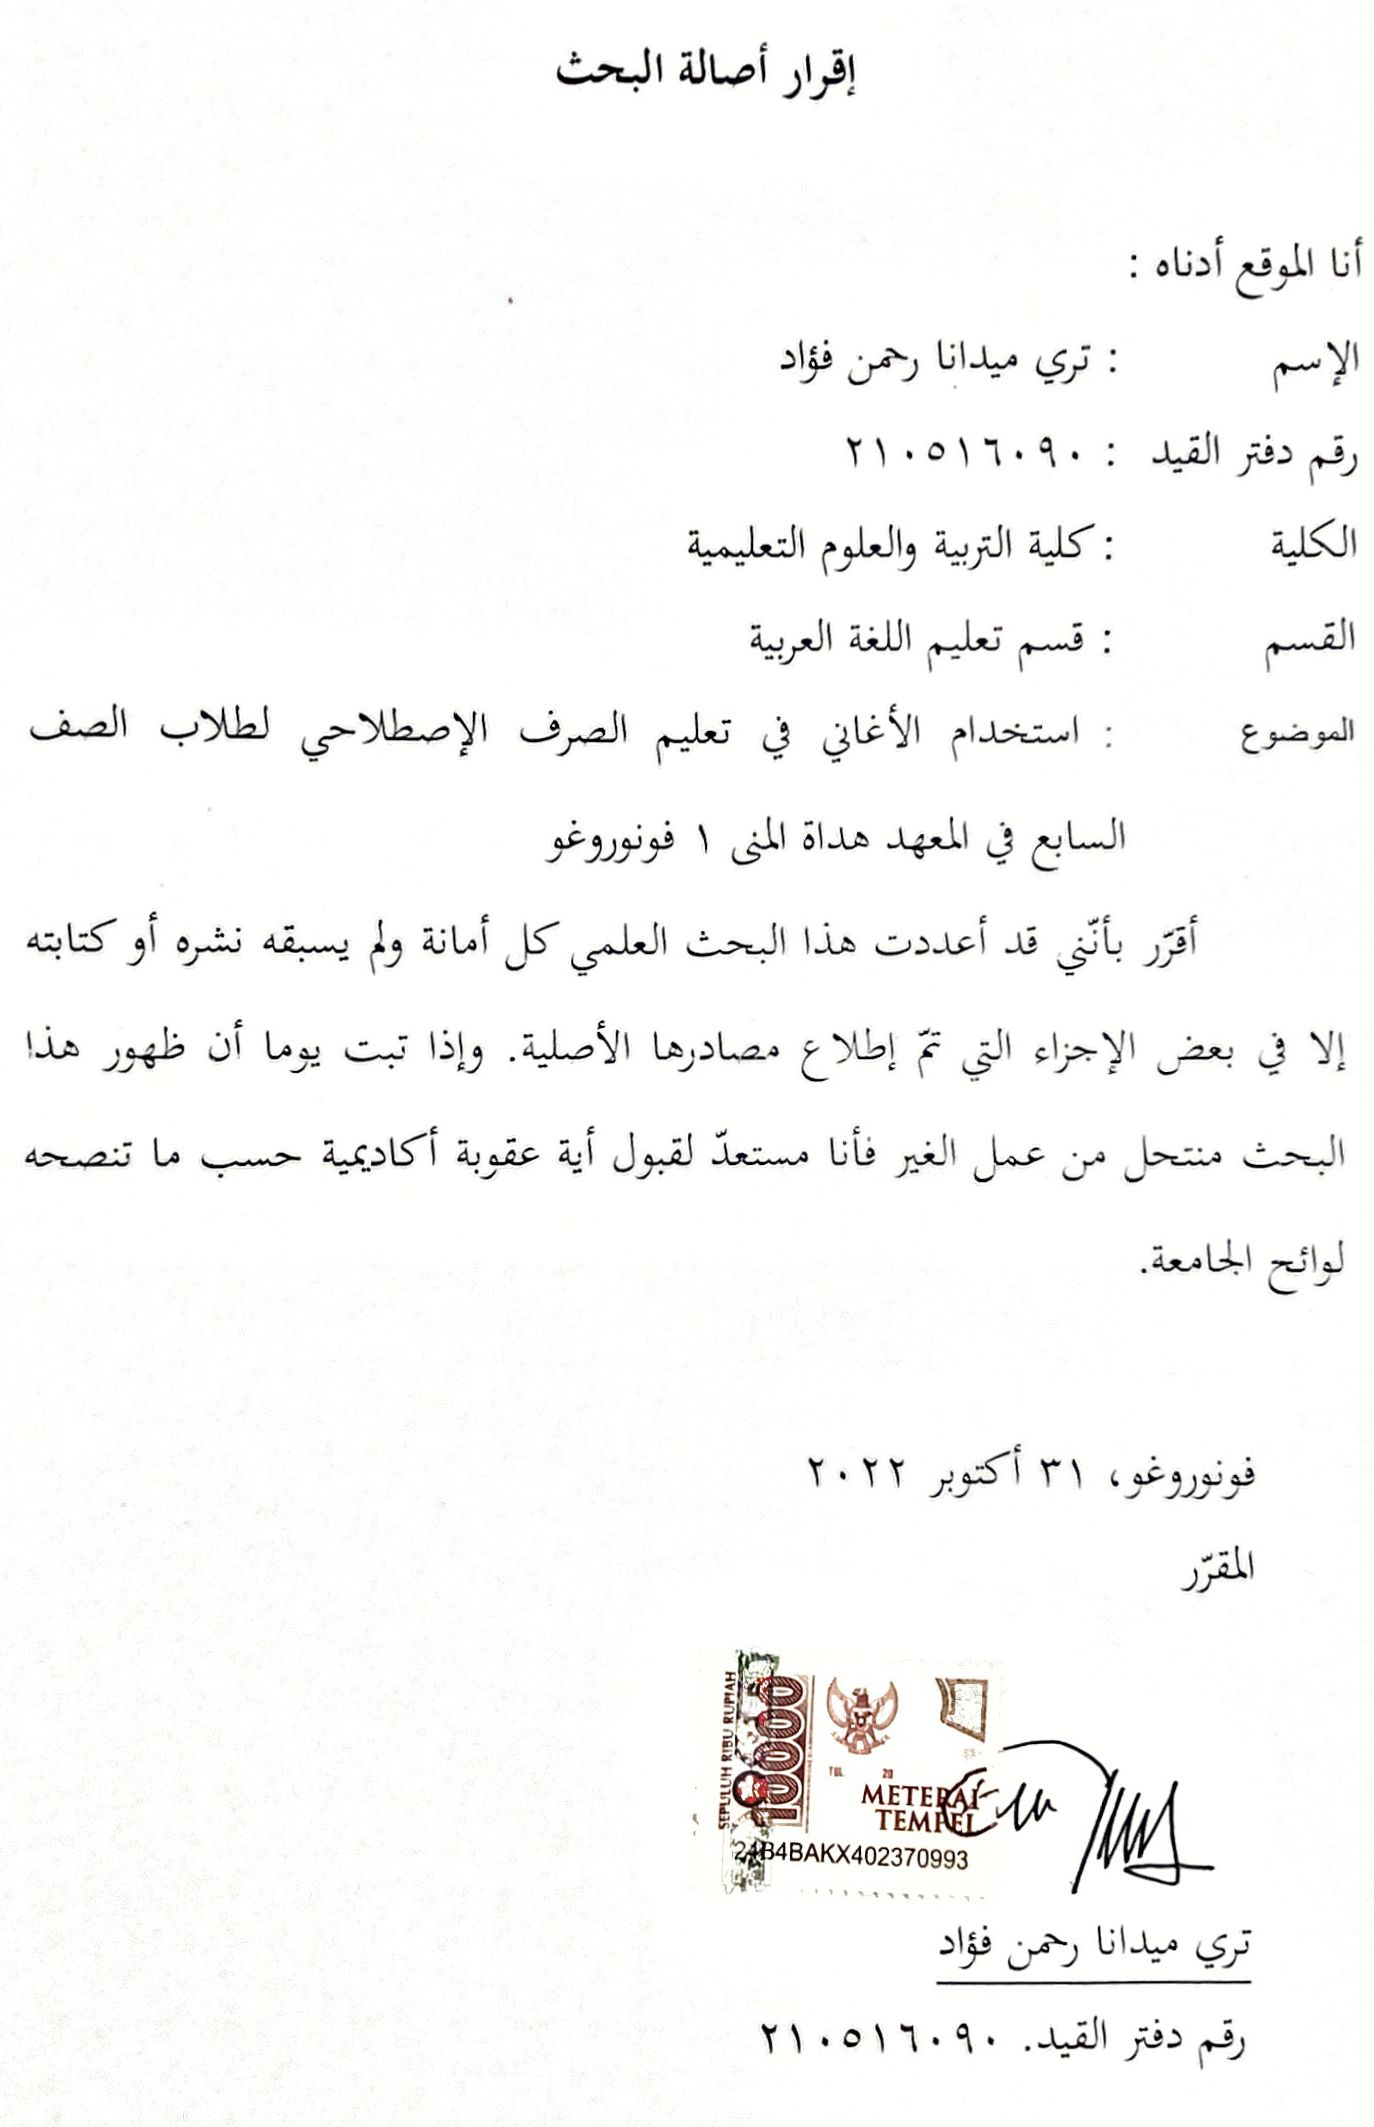 إقرار أصالة البحث
أنا الموقع أدناه :
الإسم : تري ميدانا رحمن فؤاد
رقم دفتر القيد : ٢١٠٥١٦٠٩٠
الكلية : كلية التربية والعلوم التعليمية
القسم : قسم تعليم اللغة العربية
الموضوع : استخدام الأغاني في تعليم الصرف الإصطلاحي لطلاب الصف
السابع في المعهد هداة المنى ١ فونوروغو
أقرّر بأنّني قد أعددت هذا البحث العلمي كل أمانة ولم يسبقه نشره أو كتابته
إلا في بعض الإجزاء التي تمّ إطلاع مصادرها الأصلية. وإذا تبت يوما أن ظهور هذا
البحث منتحل من عمل الغير فأنا مستعدّ لقبول أية عقوبة أكاديمية حسب ما تنصحه
لوائح الجامعة.
فونوروغو، ٣١ أكتوبر ٢٠٢٢
المقرّر
SEPULUH RIBU RUPIAH
10000
TGL. 20
METERAI
TEMPEL
24B4BAKX402370993
تري ميدانا رحمن فؤاد
رقم دفتر القيد. ٢١٠٥١٦٠٩٠